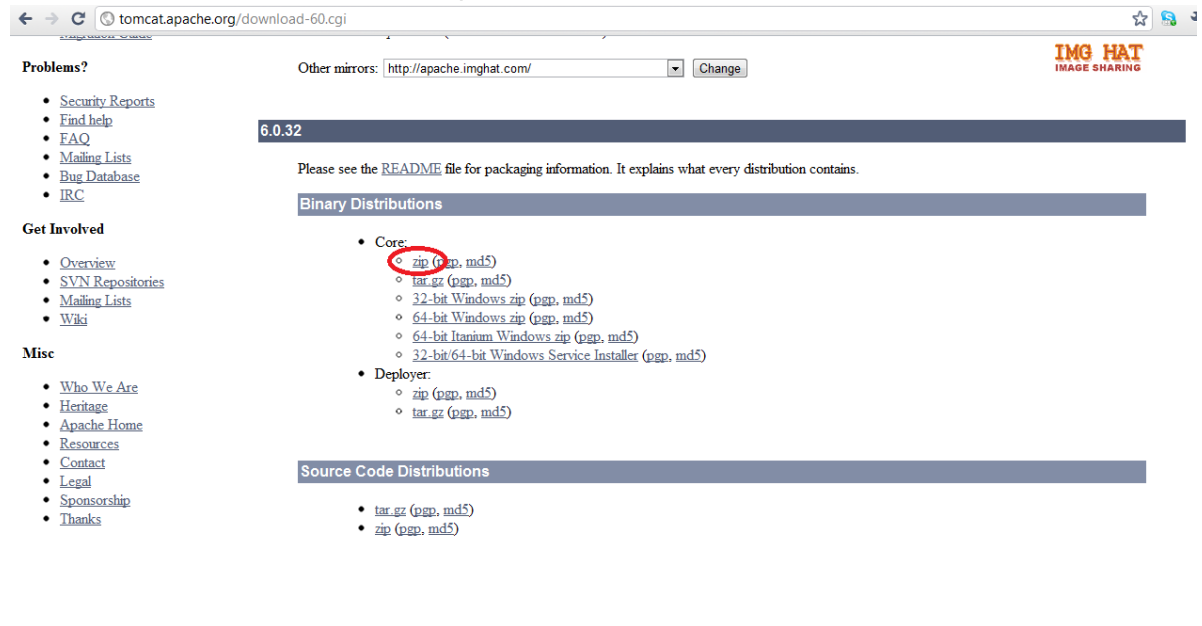 tomcat.apache.org/download-60.cgi
Migration Guide
Problems?
Security Reports
Find help
FAQ
Mailing Lists
Bug Database
IRC
Get Involved
Overview
SVN Repositories
Mailing Lists
Wiki
Misc
Who We Are
Heritage
Apache Home
Resources
Contact
Legal
Sponsorship
Thanks
Other mirrors: http://apache.imghat.com/ Change
IMG HAT
IMAGE SHARING
6.0.32
Please see the README file for packaging information. It explains what every distribution contains.
Binary Distributions
Core:
zip (pgp, md5)
tar.gz (pgp, md5)
32-bit Windows zip (pgp, md5)
64-bit Windows zip (pgp, md5)
64-bit Itanium Windows zip (pgp, md5)
32-bit/64-bit Windows Service Installer (pgp, md5)
Deployer:
zip (pgp, md5)
tar.gz (pgp, md5)
Source Code Distributions
tar.gz (pgp, md5)
zip (pgp, md5)